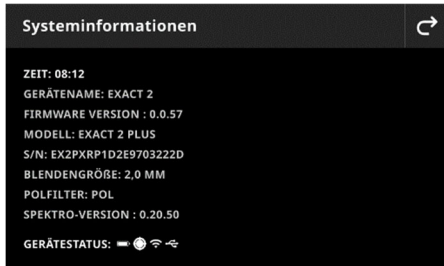 Systeminformationen
ZEIT: 08:12
GERÄTENAME: EXACT 2
FIRMWARE VERSION : 0.0.57
MODELL: EXACT 2 PLUS
S/N: EX2PXRP1D2E9703222D
BLENDENGRÖßE: 2,0 MM
POLFILTER: POL
SPEKTRO-VERSION : 0.20.50
GERÄTESTATUS: